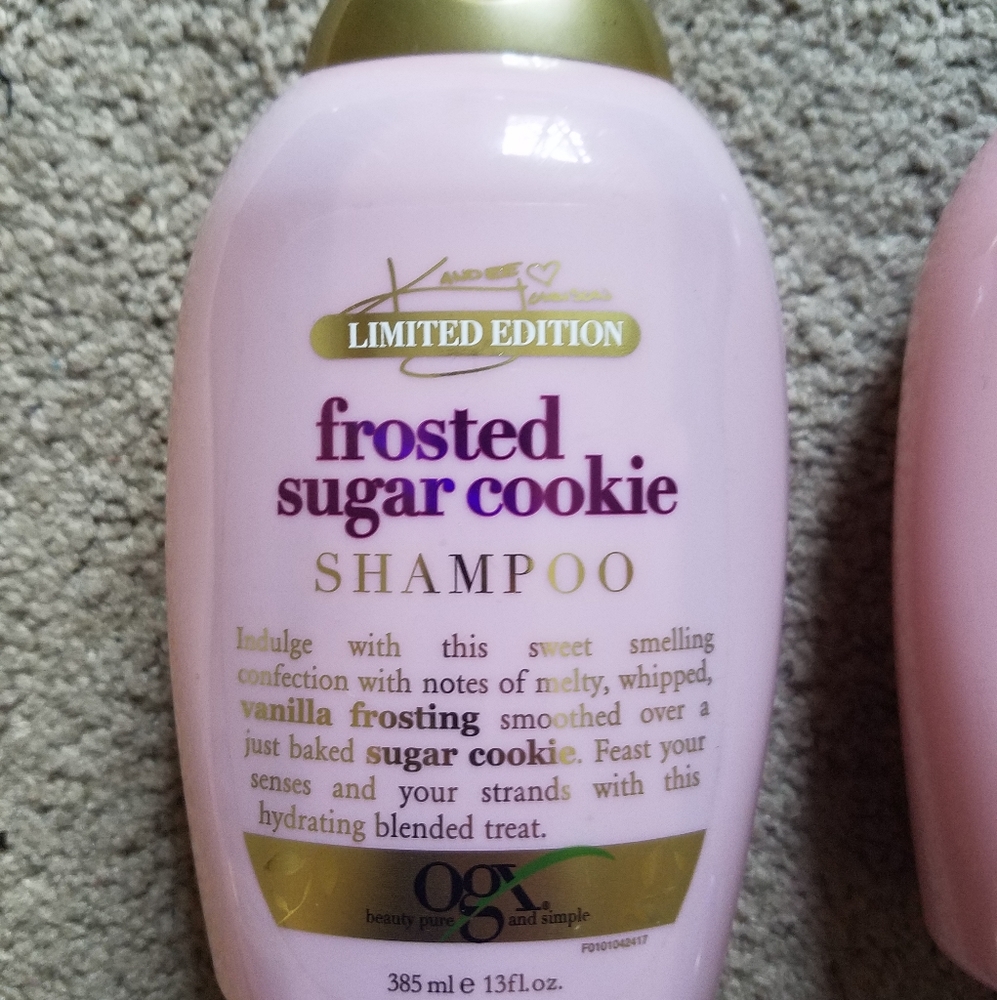 KANDEE
LIMITED EDITION
frosted
sugar cookie
SHAMPOO
Indulge with this sweet smelling
confection with notes of melty, whipped,
vanilla frosting smoothed over a
just baked sugar cookie. Feast your
senses and your strands with this
hydrating blended treat.
ogx®
beauty pure and simple
F0101042417
385 ml e 13fl.oz.